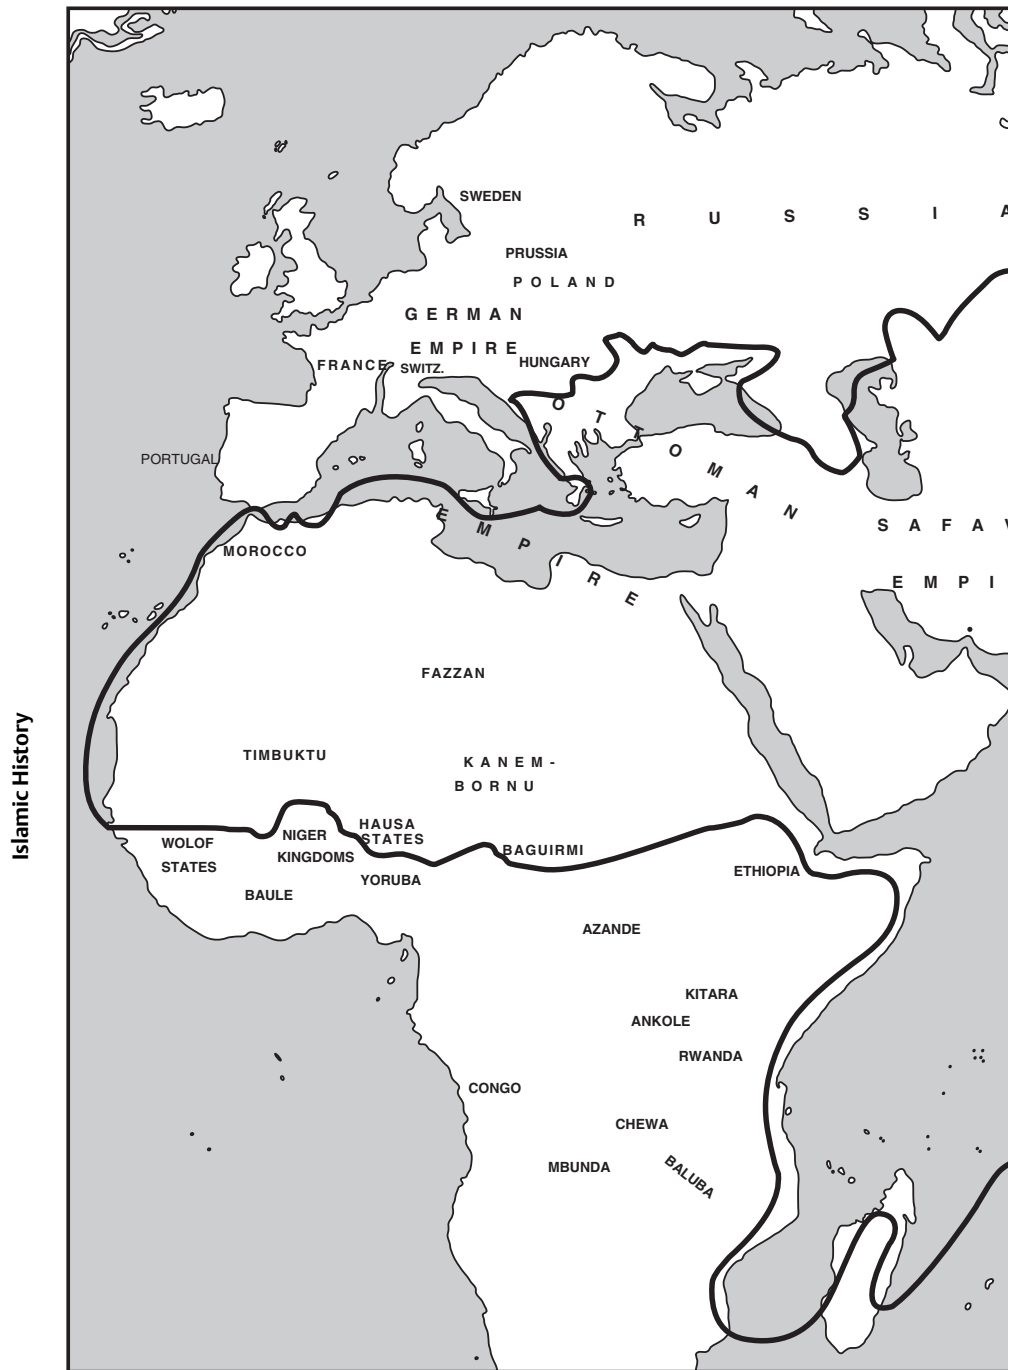 Islamic History
SWEDEN
R U S S I A
PRUSSIA
POLAND
GERMAN
EMPIRE
FRANCE
SWITZ.
HUNGARY
OTTOMAN
EMPIRE
PORTUGAL
MOROCCO
SAFAV
EMPI
FAZZAN
TIMBUKTU
KANEM-
BORNU
WOLOF
STATES
NIGER
KINGDOMS
HAUSA
STATES
BAGUIRMI
YORUBA
BAULE
ETHIOPIA
AZANDE
KITARA
ANKOLE
RWANDA
CONGO
CHEWA
MBUNDA
BALUBA